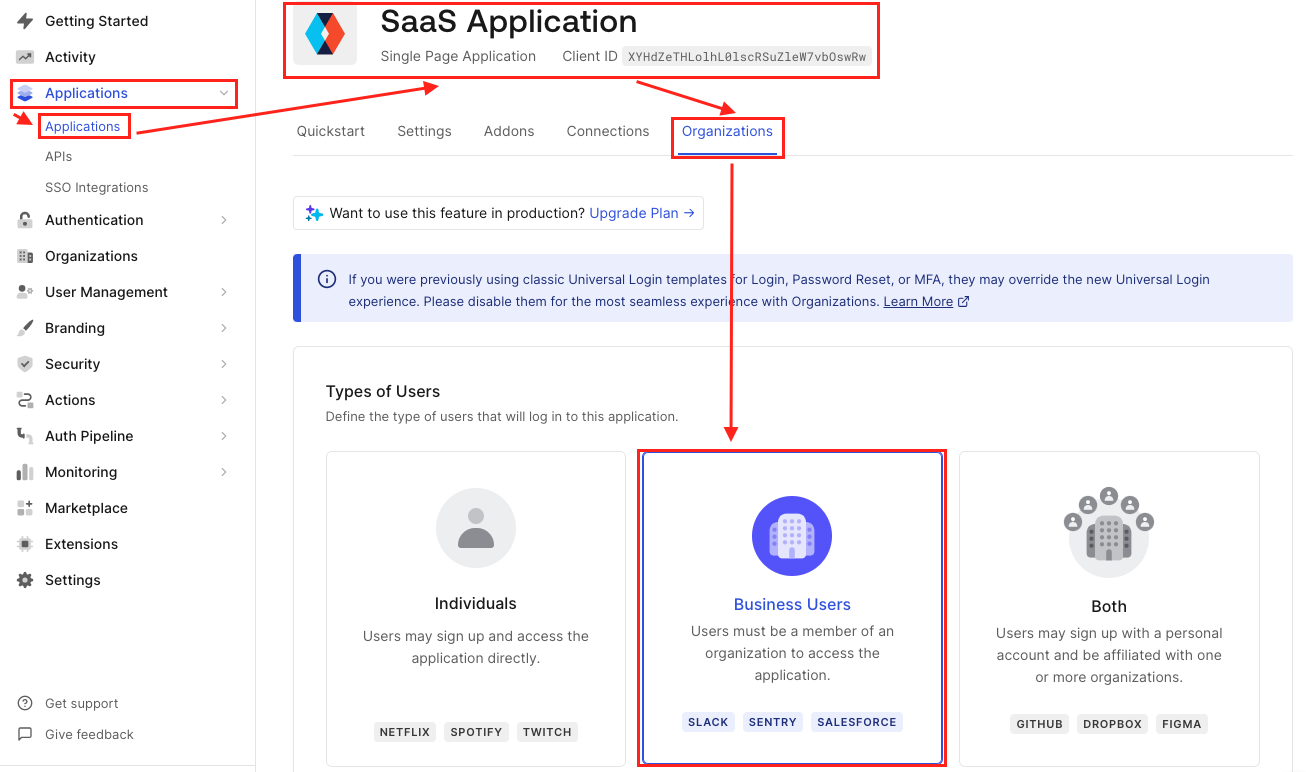 Getting Started
Activity
Applications
Applications
APIs
SSO Integrations
Authentication
Organizations
User Management
Branding
Security
Actions
Auth Pipeline
Monitoring
Marketplace
Extensions
Settings
Get support
Give feedback
SaaS Application
Single Page Application Client ID XYHdZeTHLolhL0lscRSuZleW7vbOswRw
Quickstart Settings Addons Connections Organizations
Want to use this feature in production? Upgrade Plan →
If you were previously using classic Universal Login templates for Login, Password Reset, or MFA, they may override the new Universal Login
experience. Please disable them for the most seamless experience with Organizations. Learn More
Types of Users
Define the type of users that will log in to this application.
Individuals
Users may sign up and access the
application directly.
NETFLIX SPOTIFY TWITCH
Business Users
Users must be a member of an
organization to access the
application.
SLACK SENTRY SALESFORCE
Both
Users may sign up with a personal
account and be affiliated with one
or more organizations.
GITHUB DROPBOX FIGMA